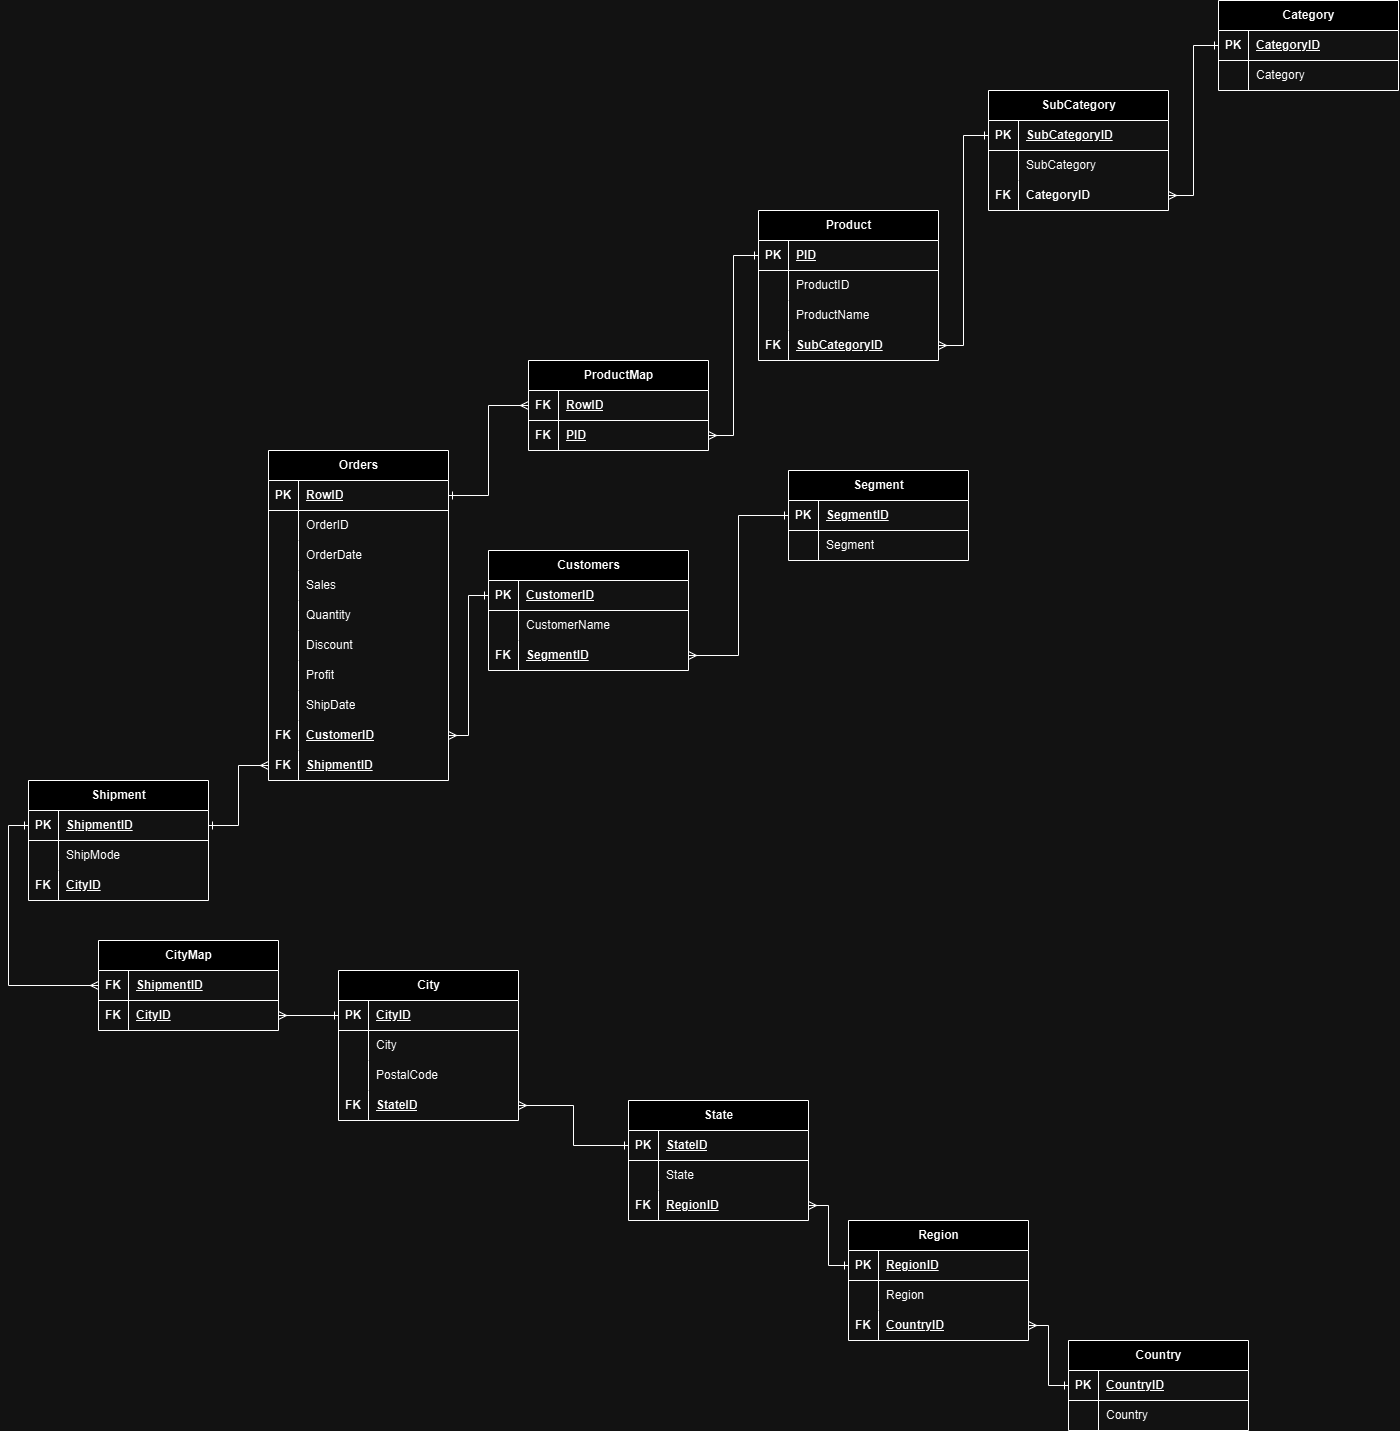 Category
PK CategoryID
Category
SubCategory
PK SubCategoryID
SubCategory
FK CategoryID
Product
PK PID
ProductID
ProductName
FK SubCategoryID
ProductMap
FK RowID
FK PID
Orders
PK RowID
OrderID
OrderDate
Sales
Quantity
Discount
Profit
ShipDate
FK CustomerID
FK ShipmentID
Segment
PK SegmentID
Segment
Customers
PK CustomerID
CustomerName
FK SegmentID
Shipment
PK ShipmentID
ShipMode
FK CityID
CityMap
FK ShipmentID
FK CityID
City
PK CityID
City
PostalCode
FK StateID
State
PK StateID
State
FK RegionID
Region
PK RegionID
Region
FK CountryID
Country
PK CountryID
Country